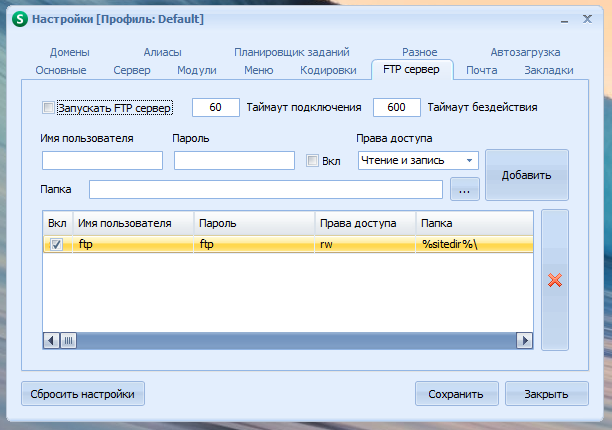 S Настройки [Профиль: Default]
Домены Алиасы Планировщик заданий Разное Автозагрузка
Основные Сервер Модули Меню Кодировки FTP сервер Почта Закладки
Запускать FTP сервер 60 Таймаут подключения 600 Таймаут бездействия
Имя пользователя Пароль Права доступа
Вкл Чтение и запись Добавить
Папка ...
Вкл Имя пользователя Пароль Права доступа Папка
ftp ftp rw %sitedir%\
Сбросить настройки Сохранить Закрыть